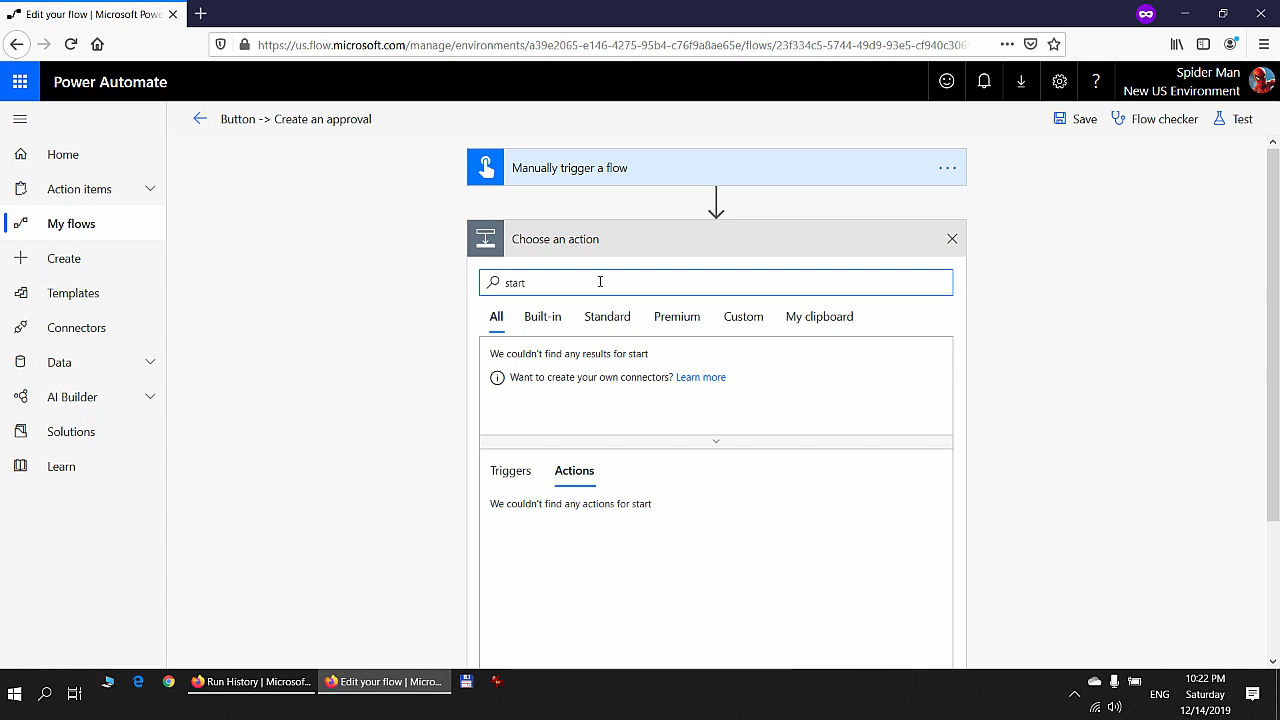 Edit your flow | Microsoft Powe
https://us.flow.microsoft.com/manage/environments/a39e2825-e146-4275-95b4-c76f9a8ade5e/flows/23f334c5-5744-49d9-93e5-cf940c306
Power Automate
Spider Man
New US Environment
Button -> Create an approval
Save
Flow checker
Test
Home
Action items
My flows
Create
Templates
Connectors
Data
AI Builder
Solutions
Learn
Manually trigger a flow
Choose an action
start
All
Built-in
Standard
Premium
Custom
My clipboard
We couldn't find any results for start
Want to create your own connectors? Learn more
Triggers
Actions
We couldn't find any actions for start
Run History | Microsof...
Edit your flow | Micro...
ENG
10:22 PM
Saturday
12/14/2019